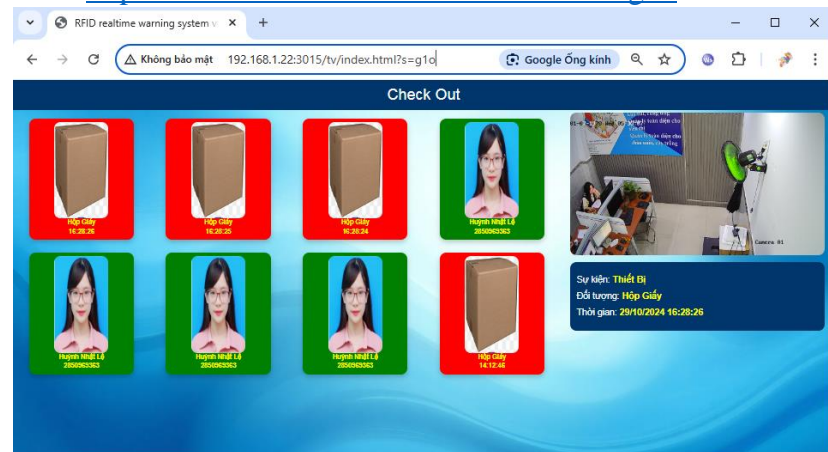 RFID realtime warning system v
Không bảo mật
192.168.1.22:3015/tv/index.html?s=g1o
Google Ống kính
Check Out
Hộp Giấy
16:28:26
Hộp Giấy
16:28:25
Hộp Giấy
16:28:24
Huỳnh Nhật Lệ
2850963363
Camera 01
Sự kiện: Thiết Bị
Đối tượng: Hộp Giấy
Thời gian: 29/10/2024 16:28:26
Huỳnh Nhật Lệ
2850963363
Huỳnh Nhật Lệ
2850963363
Huỳnh Nhật Lệ
2850963363
Hộp Giấy
14:12:46